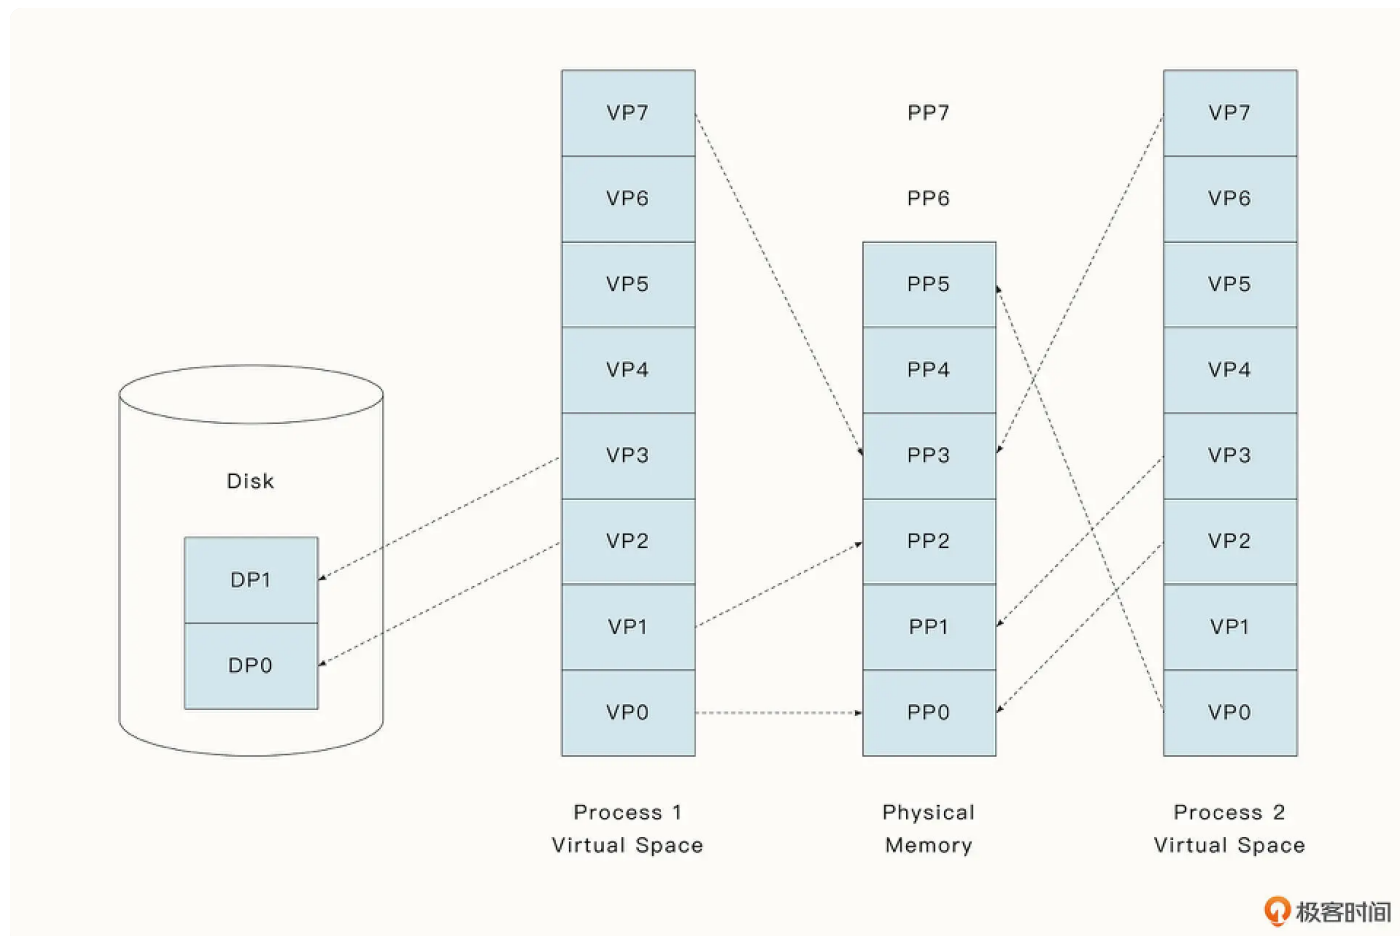 VP7
PP7
VP7
VP6
PP6
VP6
VP5
PP5
VP5
VP4
PP4
VP4
Disk
VP3
PP3
VP3
DP1
VP2
PP2
VP2
DP0
VP1
PP1
VP1
VP0
PP0
VP0
Process 1
Virtual Space
Physical
Memory
Process 2
Virtual Space
极客时间